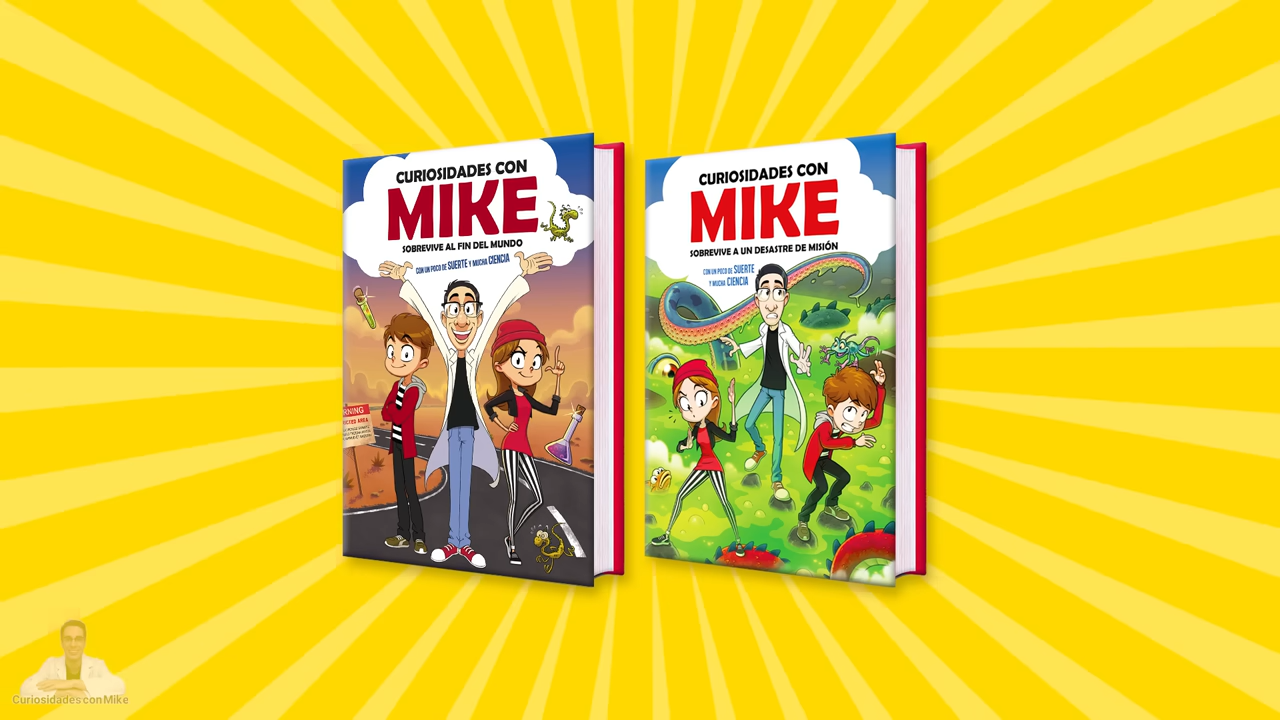 CURIOSIDADES CON
MIKE
SOBREVIVE AL FIN DEL MUNDO
CON UN POCO DE SUERTE Y MUCHA CIENCIA
RNING
CURIOSIDADES CON
MIKE
SOBREVIVE A UN DESASTRE DE MISIÓN
CON UN POCO DE SUERTE
Y MUCHA CIENCIA
Curiosidades con Mike